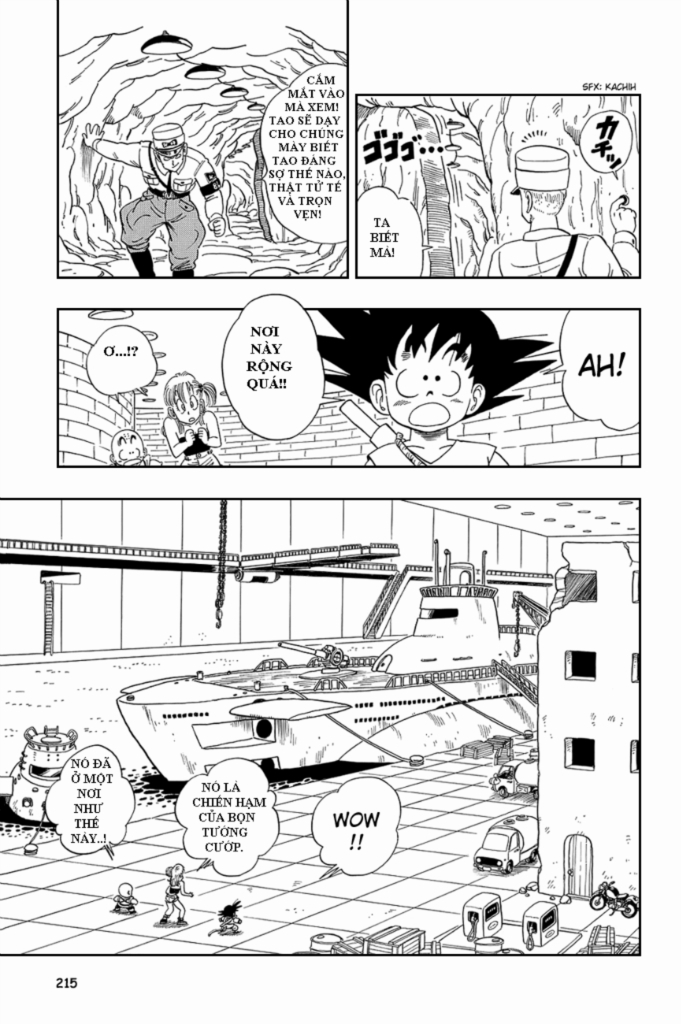 CẮM
MẮT VÀO
MÀ XEM!
TAO SẼ DẠY
CHO CHÚNG
MÀY BIẾT
TAO ĐÁNG
SỢ THẾ NÀO,
THẬT TỬ TẾ
VÀ TRỌN
VẸN!
SFX: KACHIH
カチッ
ゴゴゴ...
TA
BIẾT
MÀ!
Ơ...!?
NƠI
NÀY
RỘNG
QUÁ!!
AH!
NÓ ĐÃ
Ở MỘT
NƠI
NHƯ
THẾ
NÀY..!
NÓ LÀ
CHIẾN HẠM
CỦA BỌN
TƯỚNG
CƯỚP.
WOW
!!
215